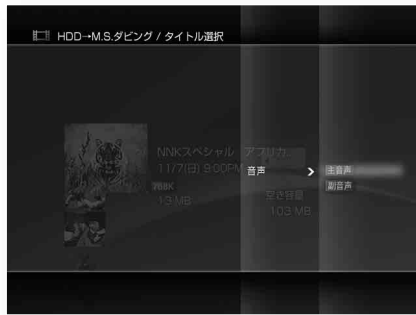 HDD→M.S.ダビング / タイトル選択
NNKスペシャル アフリカ...
11/7(日) 9:00PM
音声
主音声
768K
空き容量
副音声
13 MB
103 MB